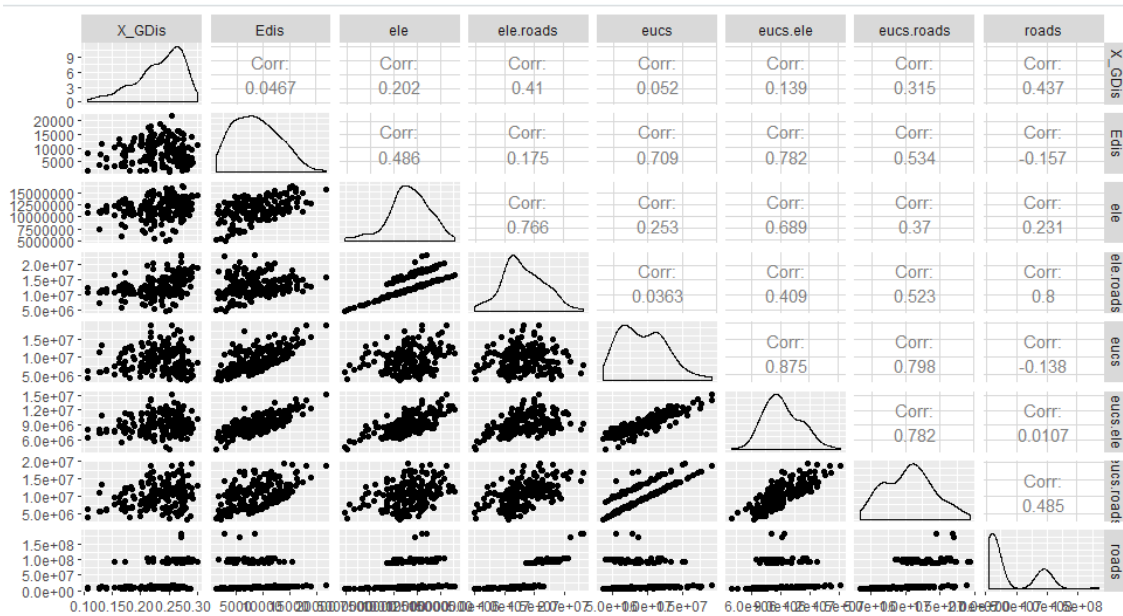 X_GDis Edis ele ele.roads eucs eucs.ele eucs.roads roads
9 6 3 0
Corr: Corr: Corr: Corr: Corr: Corr: Corr:
0.0467 0.202 0.41 0.052 0.139 0.315 0.437
X_GDis
20000 15000 10000 5000
Corr: Corr: Corr: Corr: Corr: Corr:
0.486 0.175 0.709 0.782 0.534 -0.157
Edis
15000000 12500000 10000000 7500000 5000000
Corr: Corr: Corr: Corr: Corr:
0.766 0.253 0.689 0.37 0.231
ele
2.0e+07 1.5e+07 1.0e+07 5.0e+06
Corr: Corr: Corr: Corr:
0.0363 0.409 0.523 0.8
ele.roads
1.5e+07 1.0e+07 5.0e+06
Corr: Corr: Corr:
0.875 0.798 -0.138
eucs
1.5e+07 1.2e+07 9.0e+06 6.0e+06
Corr: Corr:
0.782 0.0107
eucs.ele
2.0e+07 1.5e+07 1.0e+07 5.0e+06
Corr:
0.485
ucs.roads
1.5e+08 1.0e+08 5.0e+07 0.0e+00
roads
0.10 0.15 0.20 0.25 0.30